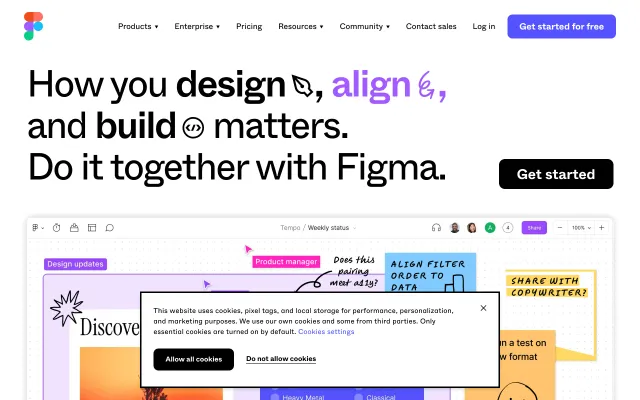 Products
Enterprise
Pricing
Resources
Community
Contact sales
Log in
Get started for free
How you design, align,
and build matters.
Do it together with Figma.
Get started
Tempo / Weekly status
A
4
Share
100%
Design updates
Product manager
Does this
pairing
meet a11y?
ALIGN FILTER
ORDER TO
DATA
SHARE WITH
COPYWRITER?
Discove
n a test on
w format
This website uses cookies, pixel tags, and local storage for performance, personalization,
and marketing purposes. We use our own cookies and some from third parties. Only
essential cookies are turned on by default. Cookies settings
Allow all cookies
Do not allow cookies
Heavy Metal
Classical